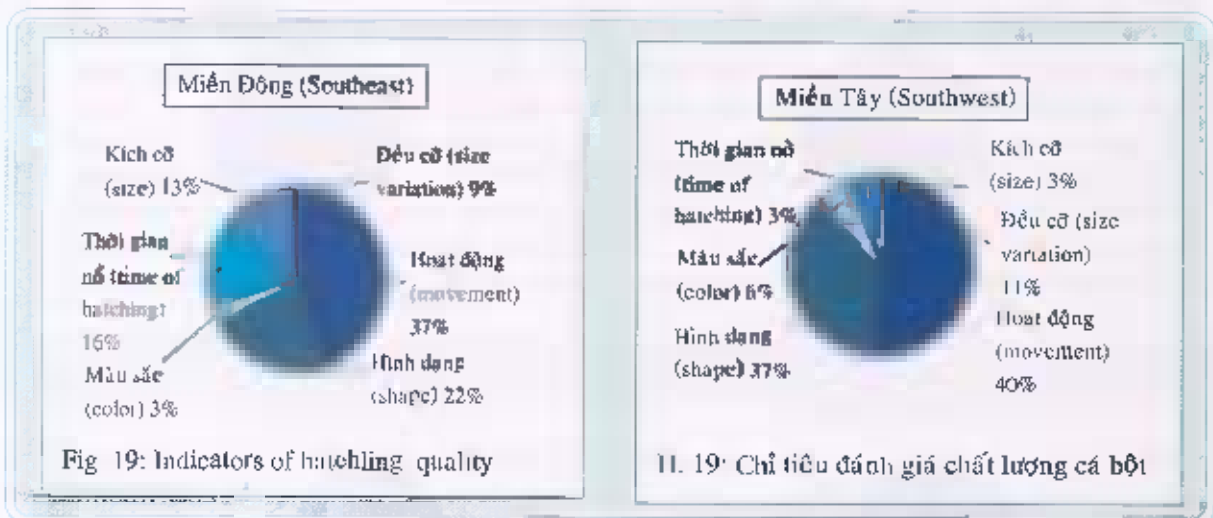 Miền Đông (Southeast)
Kích cỡ
(size) 13%
Đều cỡ (size
variation) 9%
Thời gian
nở (time of
hatching)
16%
Hoạt động
(movement)
37%
Màu sắc
(color) 3%
Hình dạng
(shape) 22%
Fig 19: Indicators of hatchling quality
Miền Tây (Southwest)
Thời gian nở
(time of
hatching) 3%
Kích cỡ
(size) 3%
Màu sắc
(color) 6%
Đều cỡ (size
variation)
11%
Hình dạng
(shape) 37%
Hoạt động
(movement)
40%
H. 19: Chỉ tiêu đánh giá chất lượng cá bột